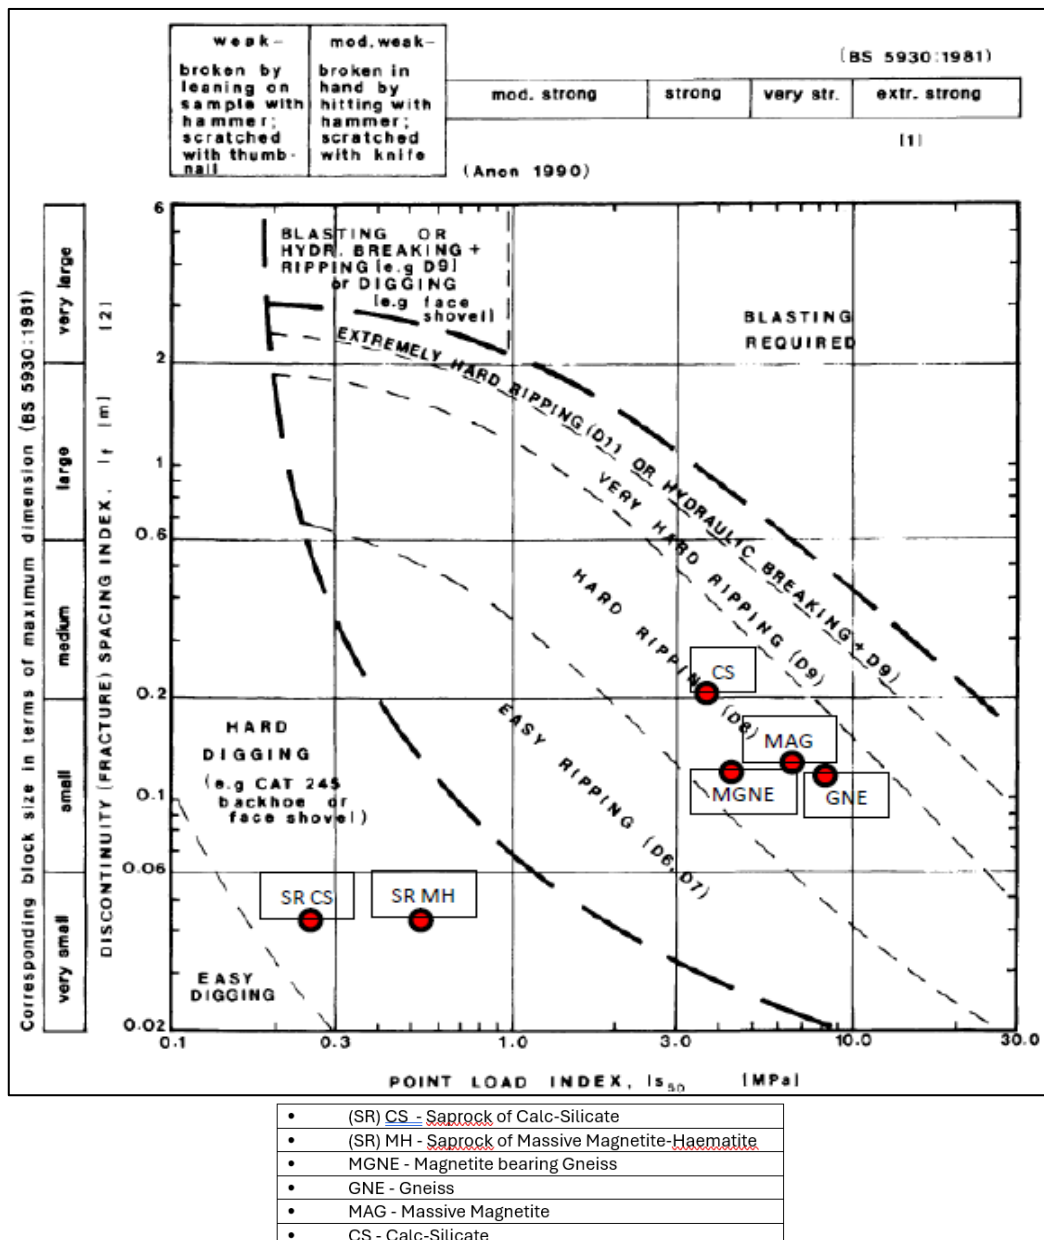 weak-
broken by
leaning on
sample with
hammer;
scratched
with thumb-
nail
mod. weak-
broken in
hand by
hitting with
hammer;
scratched
with knife
(BS 5930:1981)
mod. strong
strong
very str.
extr. strong
[1]
(Anon 1990)
Corresponding block size in terms of maximum dimension (BS 5930:1981)
very large
large
medium
small
very small
DISCONTINUITY (FRACTURE) SPACING INDEX, If [m] [2]
6
2
1
0.6
0.2
0.1
0.06
0.02
BLASTING OR
HYDR. BREAKING +
RIPPING [e.g D9]
or DIGGING
[e.g face
shovel]
BLASTING
REQUIRED
EXTREMELY HARD RIPPING (D11) OR HYDRAULIC BREAKING + D9)
VERY HARD RIPPING (D9)
HARD RIPPING (D8)
EASY RIPPING (D6, D7)
HARD
DIGGING
(e.g CAT 245
backhoe or
face shovel)
EASY
DIGGING
CS
MAG
MGNE
GNE
SR CS
SR MH
0.1
0.3
1.0
3.0
10.0
30.0
POINT LOAD INDEX, Is50 [MPa]
• (SR) CS - Saprock of Calc-Silicate
• (SR) MH - Saprock of Massive Magnetite-Haematite
• MGNE - Magnetite bearing Gneiss
• GNE - Gneiss
• MAG - Massive Magnetite
• CS - Calc-Silicate